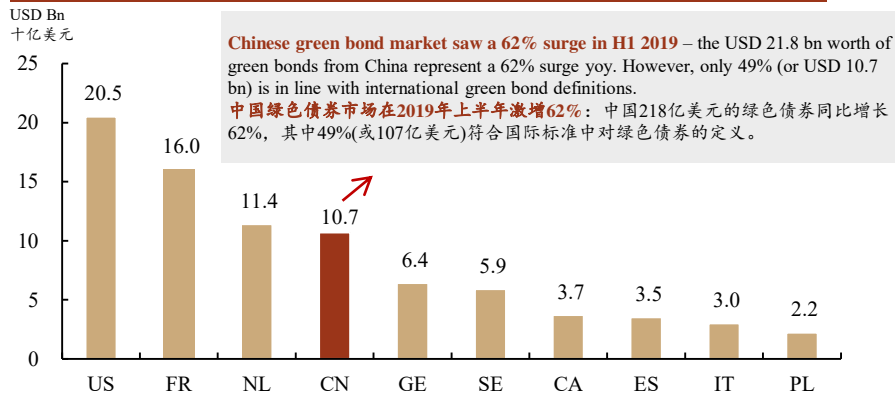 USD Bn
十亿美元
Chinese green bond market saw a 62% surge in H1 2019 – the USD 21.8 bn worth of
green bonds from China represent a 62% surge yoy. However, only 49% (or USD 10.7
bn) is in line with international green bond definitions.
中国绿色债券市场在2019年上半年激增62%：中国218亿美元的绿色债券同比增长
62%，其中49%(或107亿美元)符合国际标准中对绿色债券的定义。
25
20
15
10
5
0
20.5
16.0
11.4
10.7
6.4
5.9
3.7
3.5
3.0
2.2
US FR NL CN GE SE CA ES IT PL